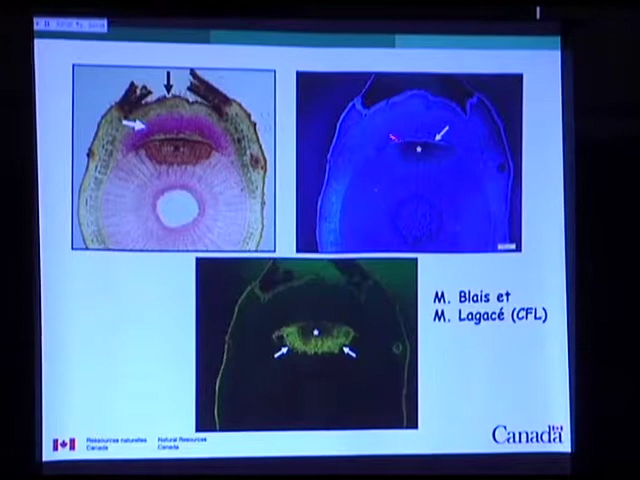 M. Blais et
M. Lagacé (CFL)
Ressources naturelles
Canada
Natural Resources
Canada
Canada